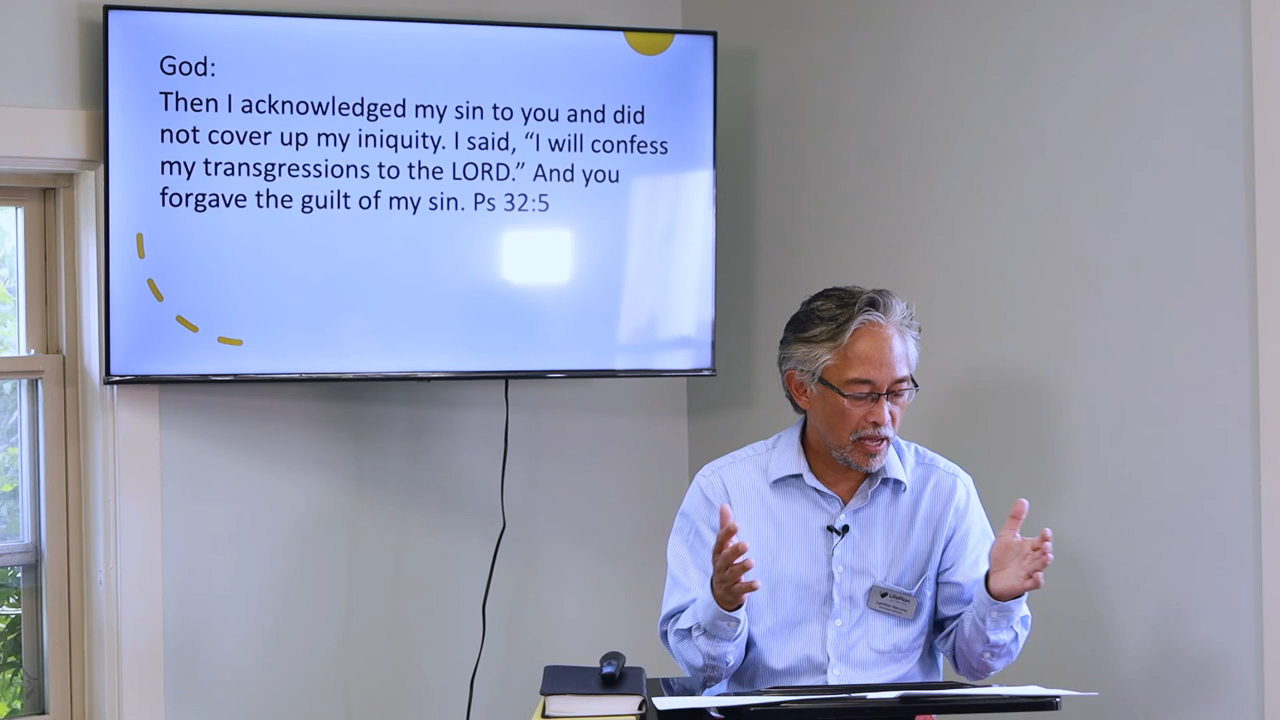 God:
Then I acknowledged my sin to you and did
not cover up my iniquity. I said, “I will confess
my transgressions to the LORD.” And you
forgave the guilt of my sin. Ps 32:5
LifePlan